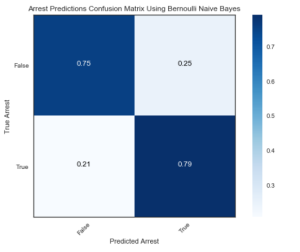 Arrest Predictions Confusion Matrix Using Bernoulli Naive Bayes
0.75 0.25
0.21 0.79
False
True
True Arrest
False True
Predicted Arrest
0.7
0.6
0.5
0.4
0.3